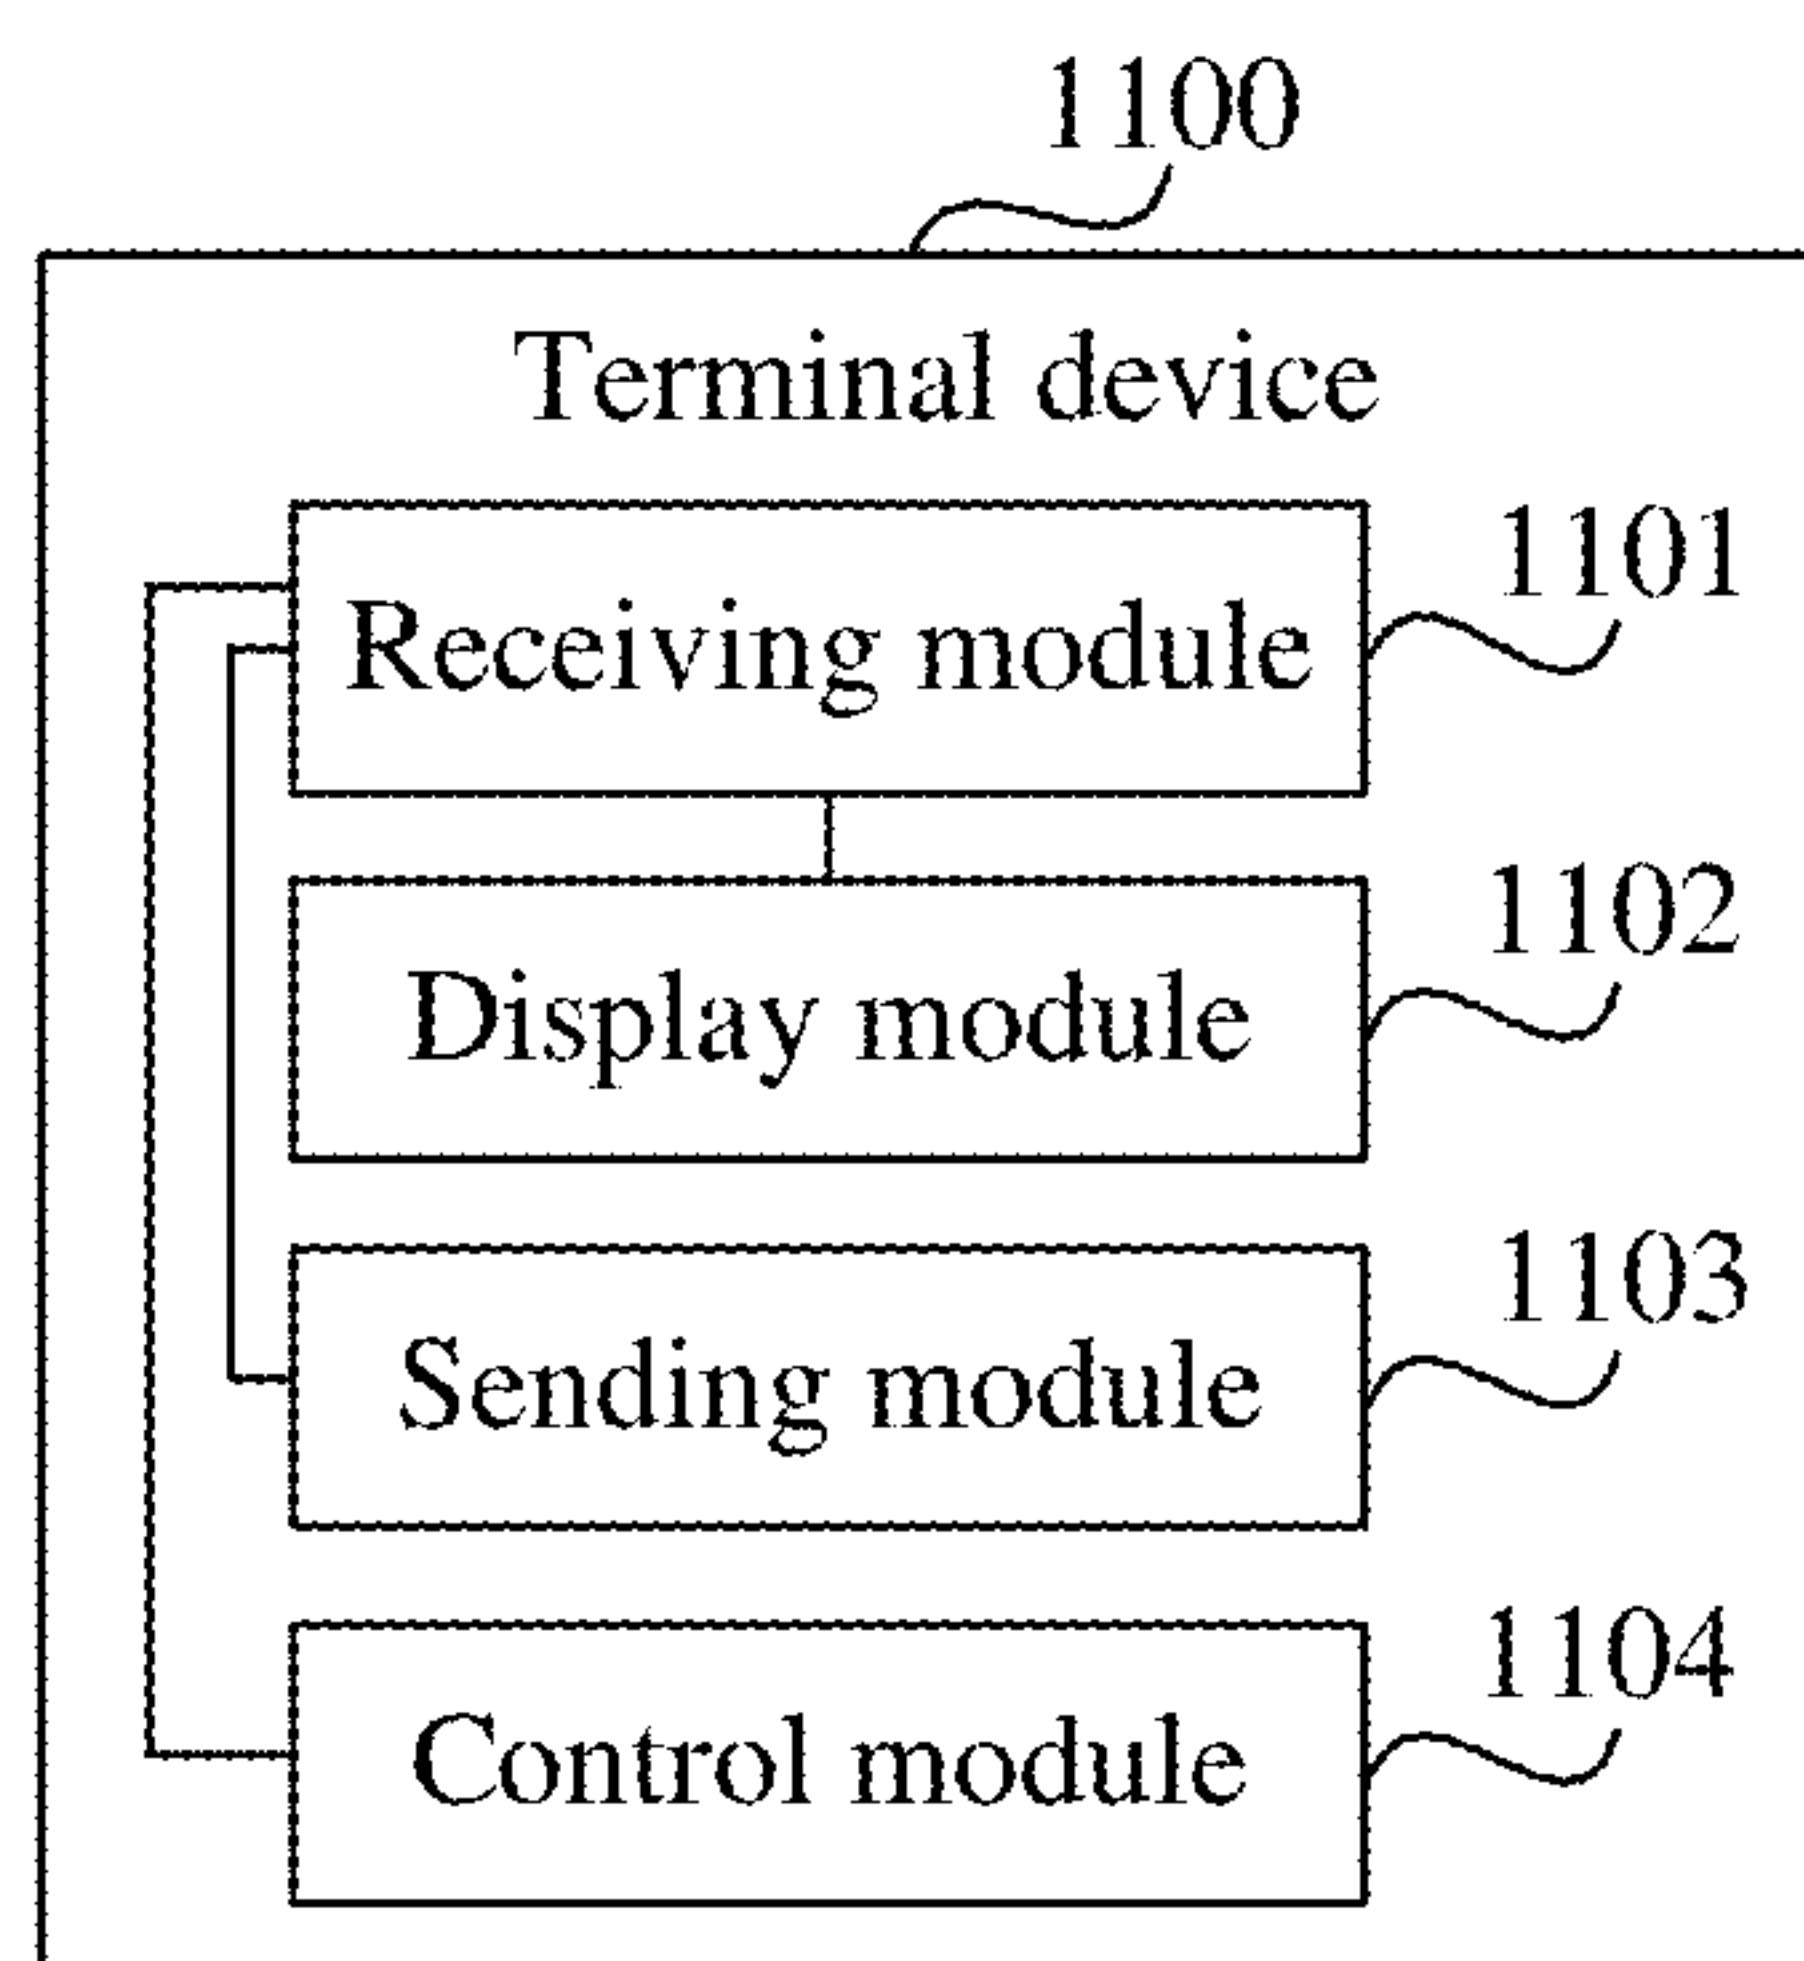 1100
Terminal device
Receiving module
1101
Display module
1102
Sending module
1103
Control module
1104